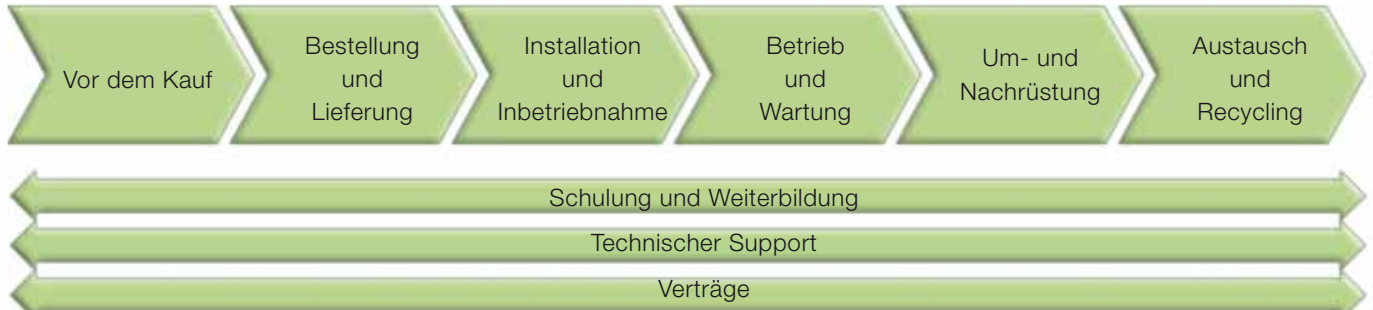 Vor dem Kauf
Bestellung
und
Lieferung
Installation
und
Inbetriebnahme
Betrieb
und
Wartung
Um- und
Nachrüstung
Austausch
und
Recycling
Schulung und Weiterbildung
Technischer Support
Verträge